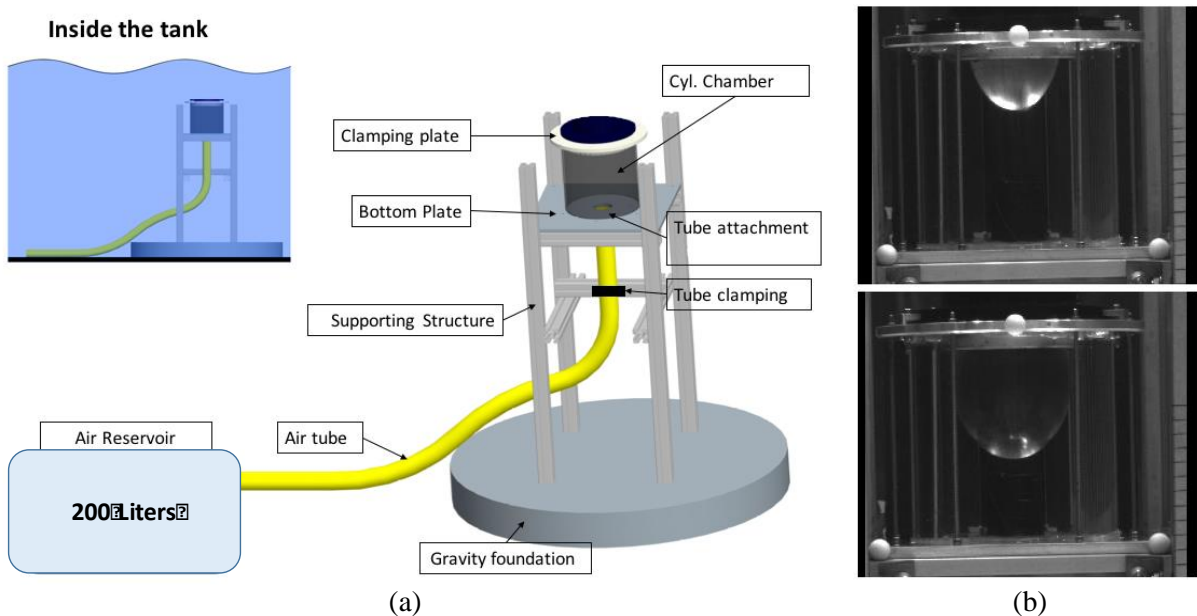 Inside the tank
Cyl. Chamber
Clamping plate
Bottom Plate
Tube attachment
Tube clamping
Supporting Structure
Air Reservoir
Air tube
200 Liters
Gravity foundation
(a)
(b)